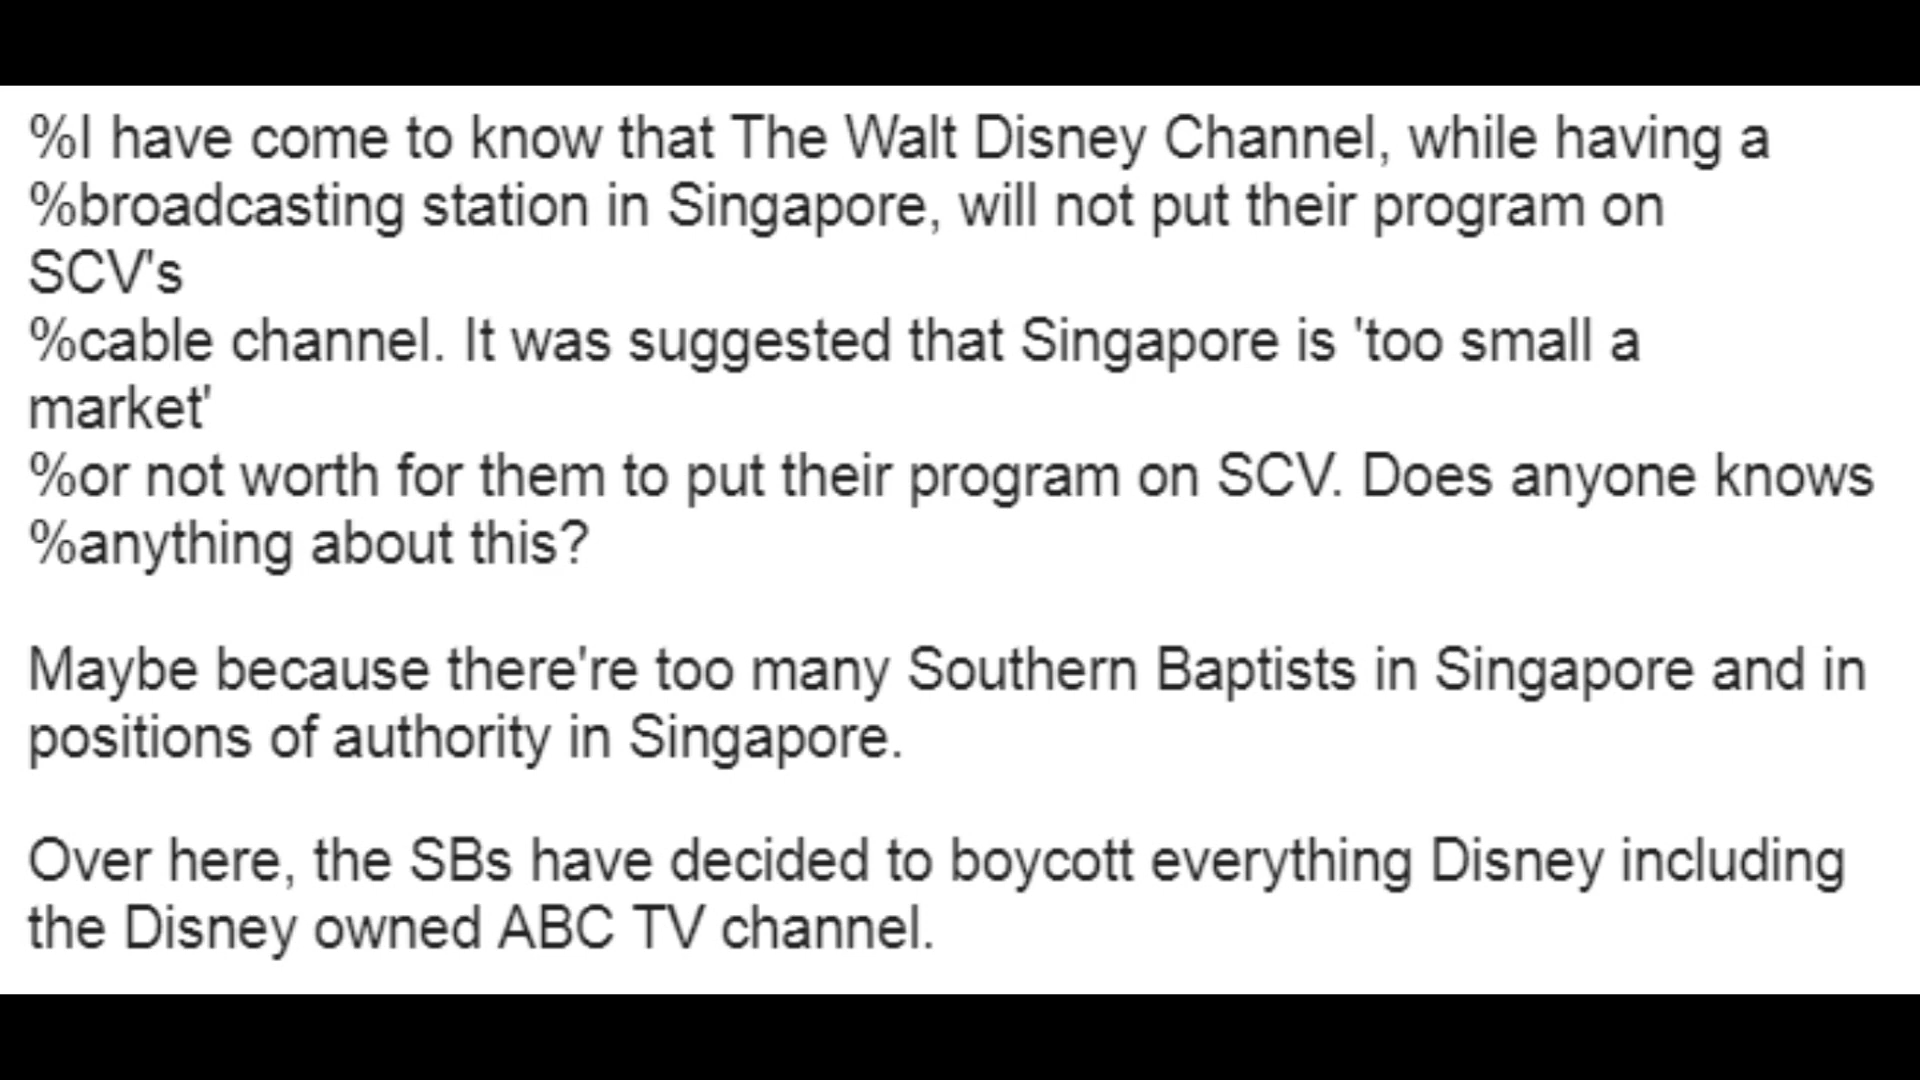 %I have come to know that The Walt Disney Channel, while having a
%broadcasting station in Singapore, will not put their program on
SCV's
%cable channel. It was suggested that Singapore is 'too small a
market'
%or not worth for them to put their program on SCV. Does anyone knows
%anything about this?
Maybe because there're too many Southern Baptists in Singapore and in
positions of authority in Singapore.
Over here, the SBs have decided to boycott everything Disney including
the Disney owned ABC TV channel.